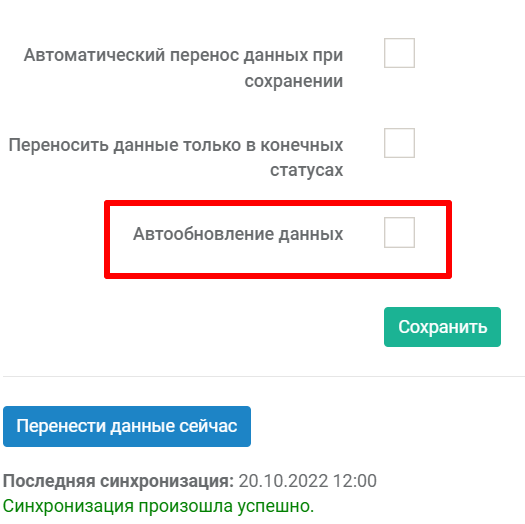 Автоматический перенос данных при
сохранении
Переносить данные только в конечных
статусах
Автообновление данных
Сохранить
Перенести данные сейчас
Последняя синхронизация: 20.10.2022 12:00
Синхронизация произошла успешно.